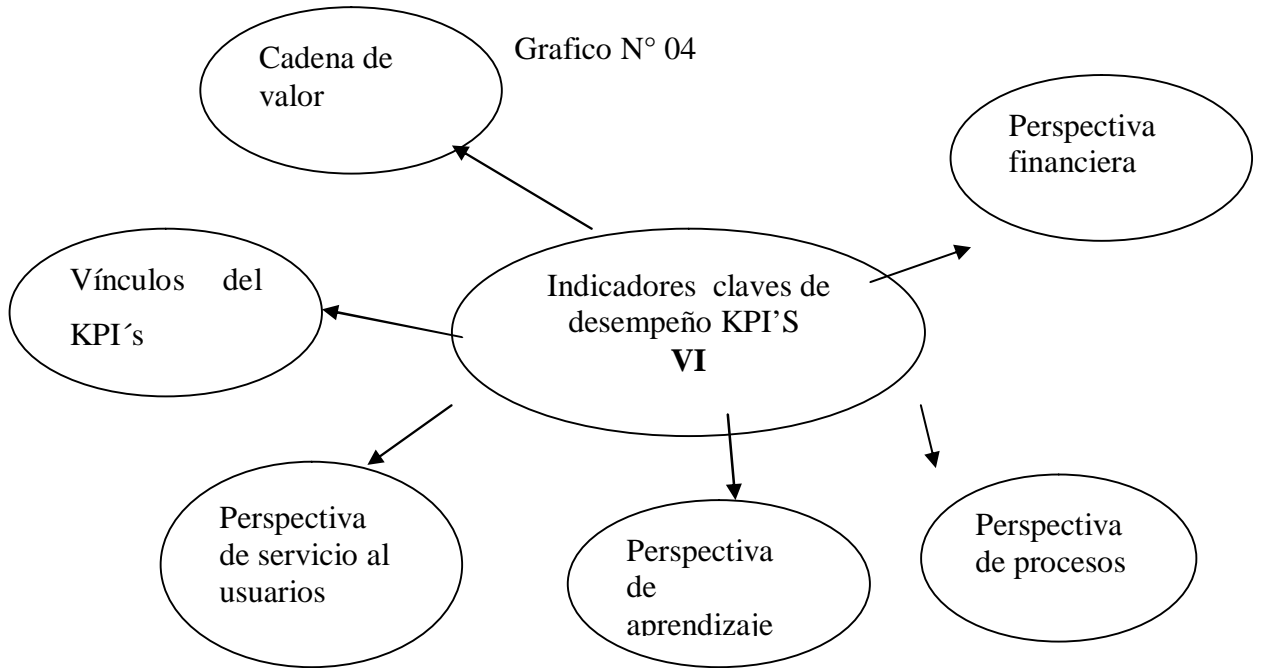 Grafico N° 04
Cadena de
valor
Perspectiva
financiera
Vínculos del
KPI´s
Indicadores claves de
desempeño KPI’S
VI
Perspectiva
de servicio al
usuarios
Perspectiva
de
aprendizaje
Perspectiva
de procesos